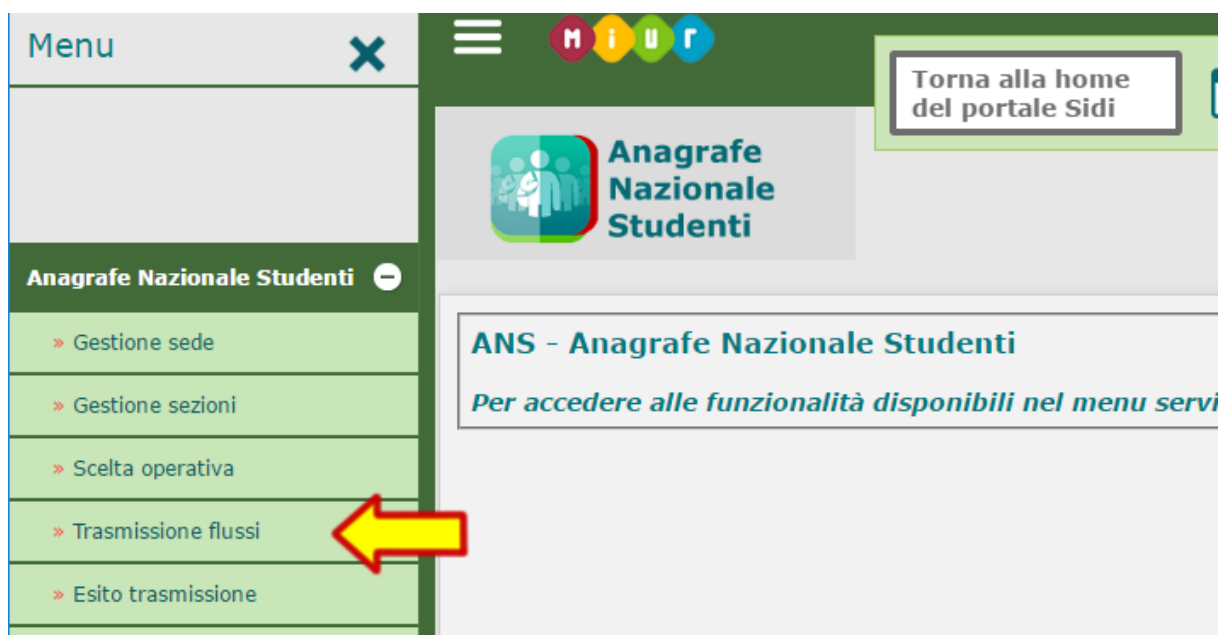 Menu
MiUr
Torna alla home
del portale Sidi
Anagrafe
Nazionale
Studenti
Anagrafe Nazionale Studenti
» Gestione sede
» Gestione sezioni
» Scelta operativa
» Trasmissione flussi
» Esito trasmissione
ANS - Anagrafe Nazionale Studenti
Per accedere alle funzionalità disponibili nel menu servi